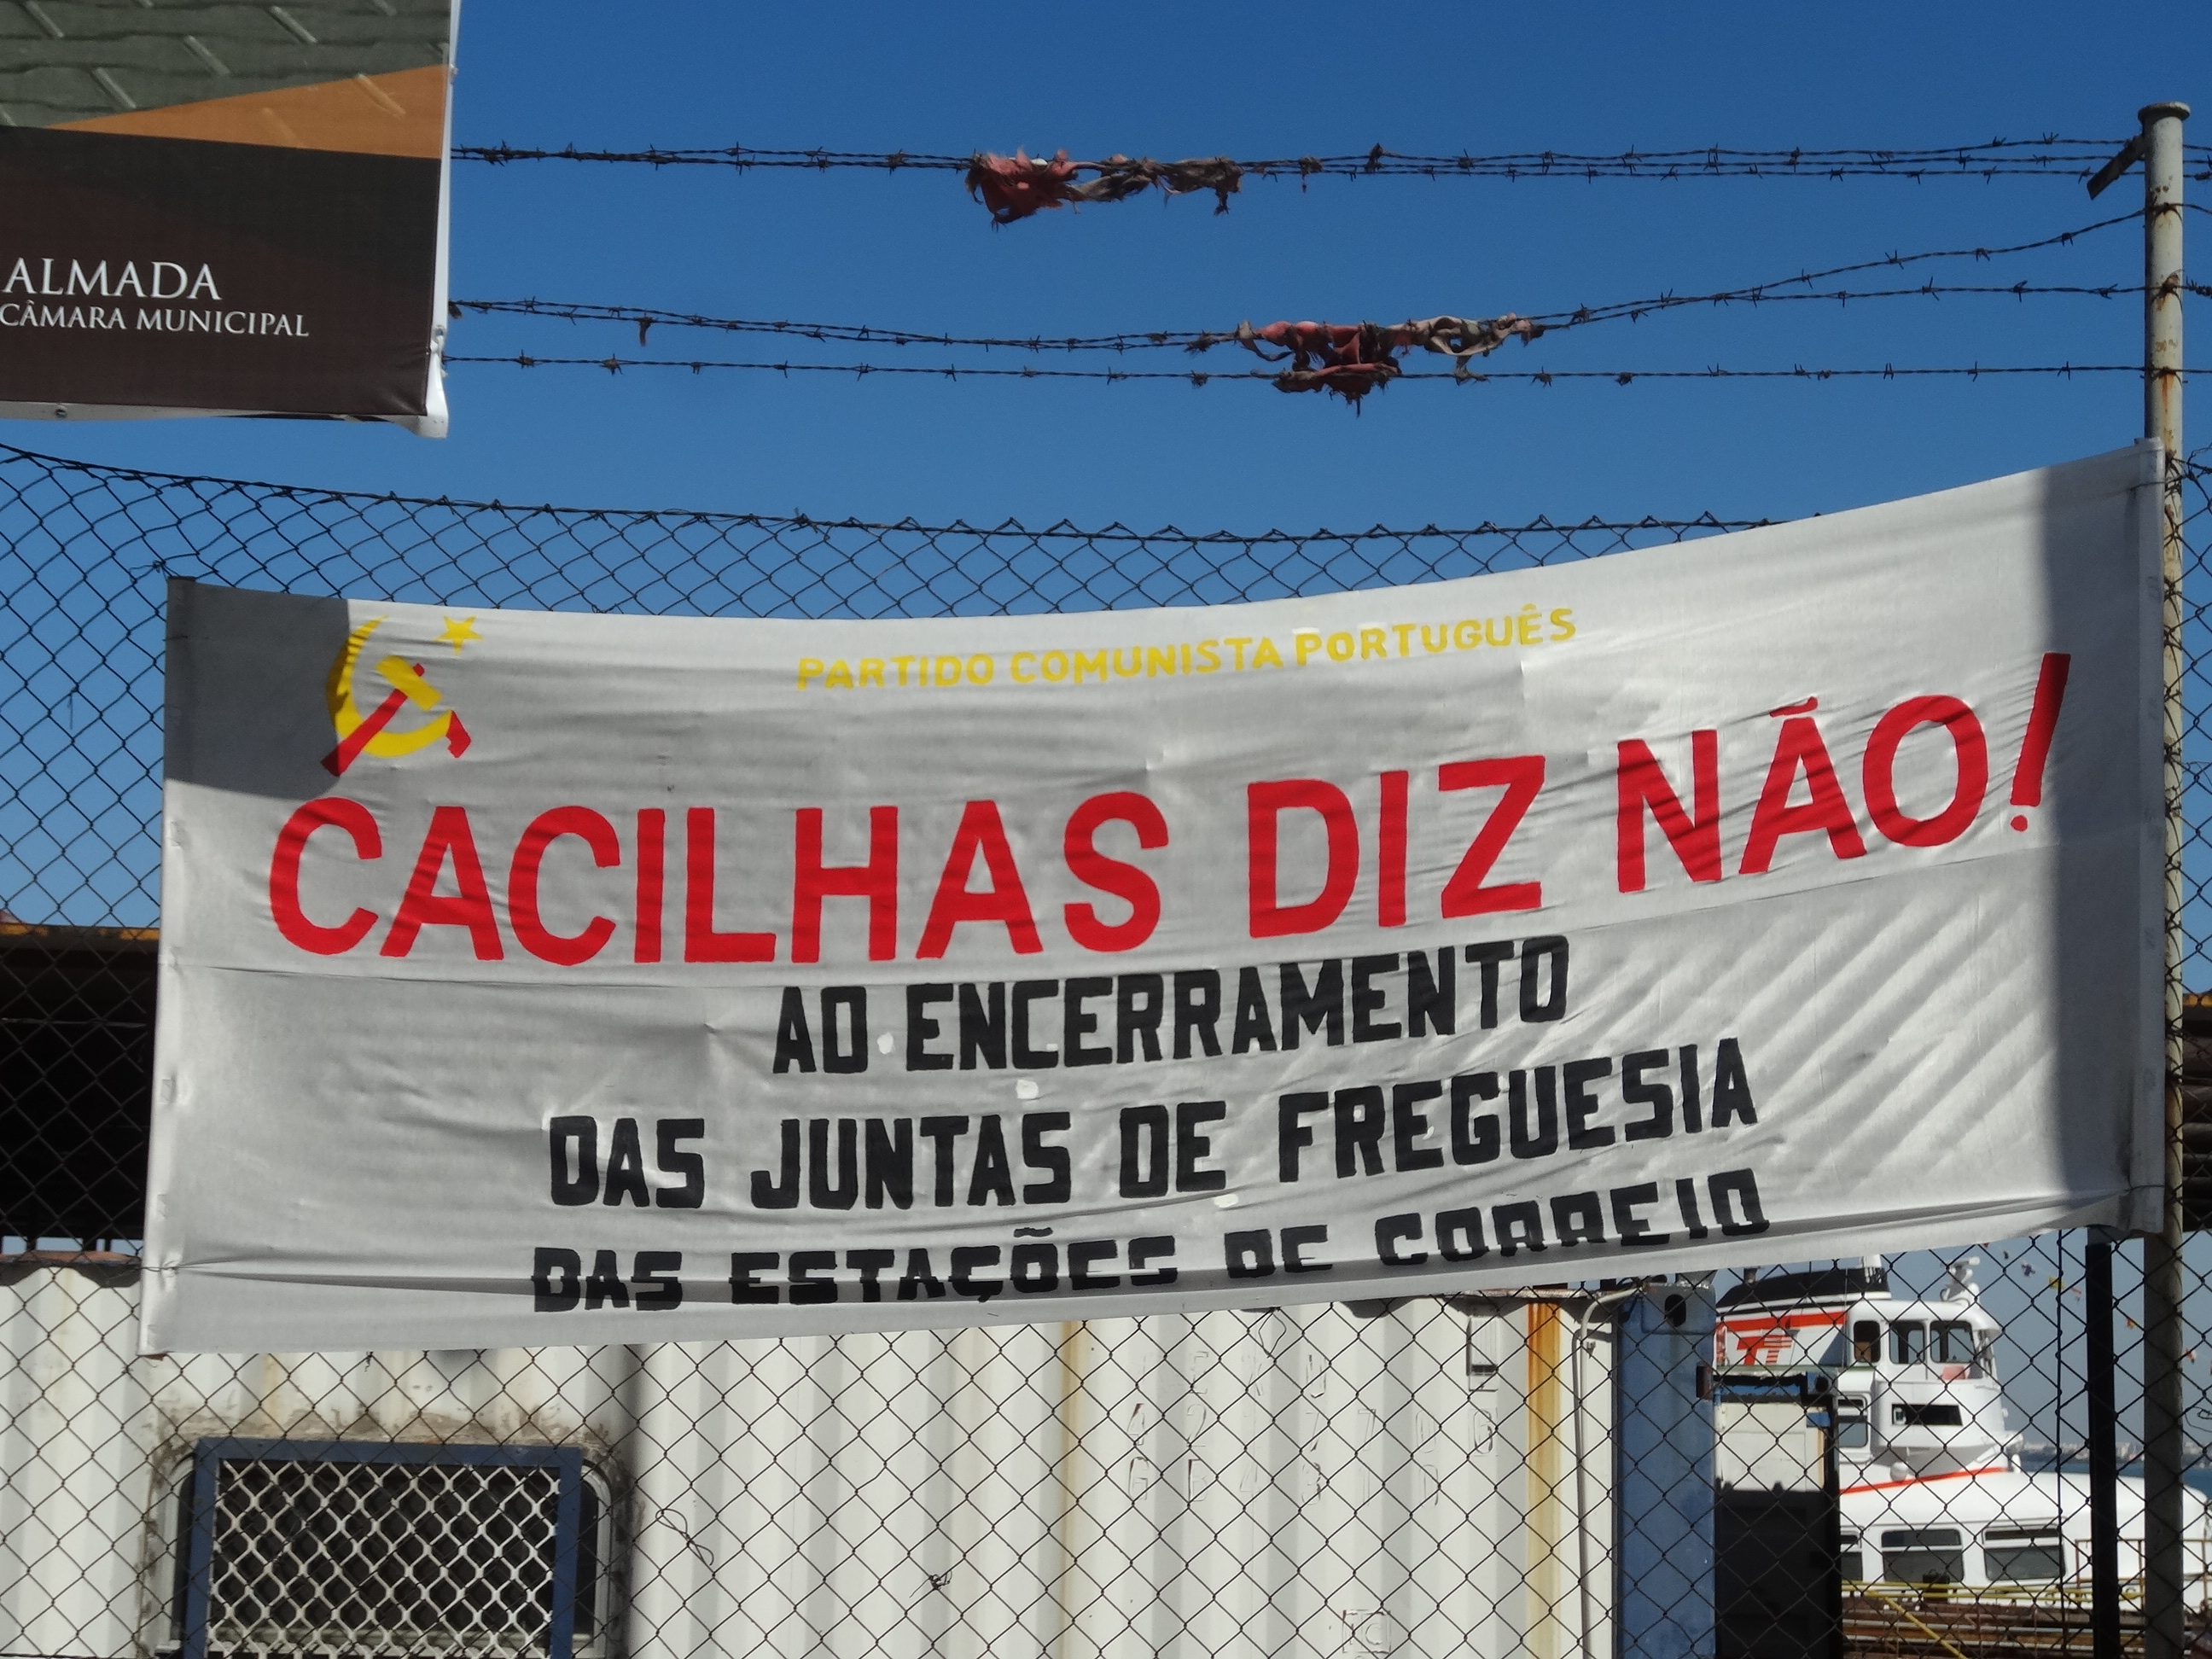 ALMADA
CÂMARA MUNICIPAL
PARTIDO COMUNISTA PORTUGUÊS
CACILHAS DIZ NÃO!
AO ENCERRAMENTO
DAS JUNTAS DE FREGUESIA
DAS ESTAÇÕES DE CORREIO